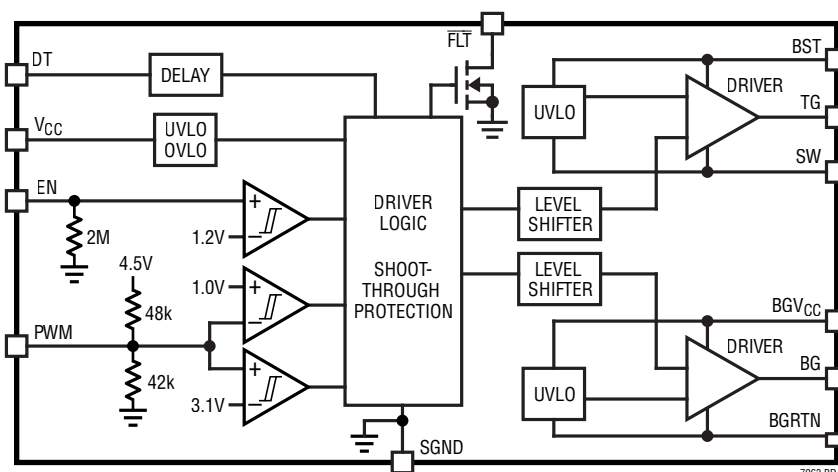 FLT
DT
DELAY
BST
DRIVER
UVLO
TG
VCC
UVLO
OVLO
SW
EN
DRIVER
LOGIC
LEVEL
SHIFTER
2M
1.2V
4.5V
SHOOT-
THROUGH
PROTECTION
LEVEL
SHIFTER
1.0V
48k
BGVCC
PWM
DRIVER
42k
UVLO
BG
3.1V
BGRTN
SGND